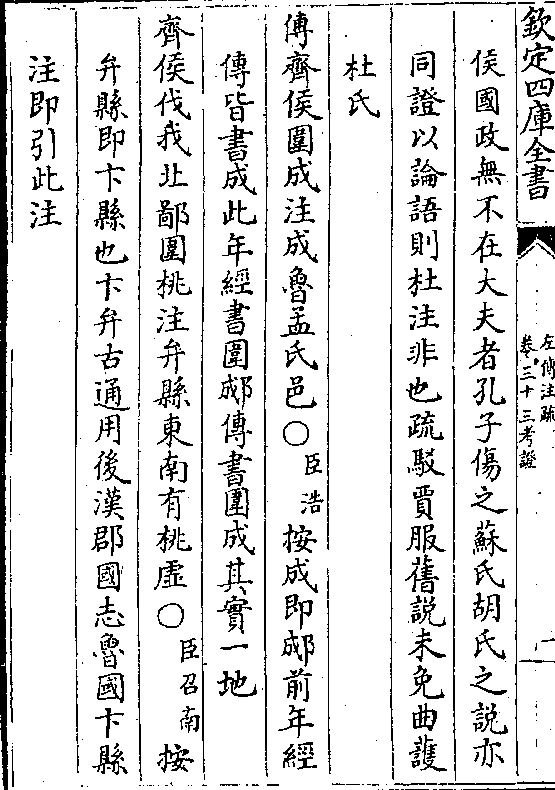 欽定四庫全書
左傳注疏
卷三十三考證
一
侯國政無不在大夫者孔子傷之蘇氏胡氏之說亦
同證以論語則杜注非也疏駁賈服舊說未免曲護
杜氏
傳齊侯圍成注成魯孟氏邑○臣浩按成即郕前年經
傳皆書成此年經書圍郕傳書圍成其實一地
齊侯伐我北鄙圍桃注弁縣東南有桃虛○臣召南按
弁縣即卞縣也卞弁古通用後漢郡國志魯國卞縣
注即引此注